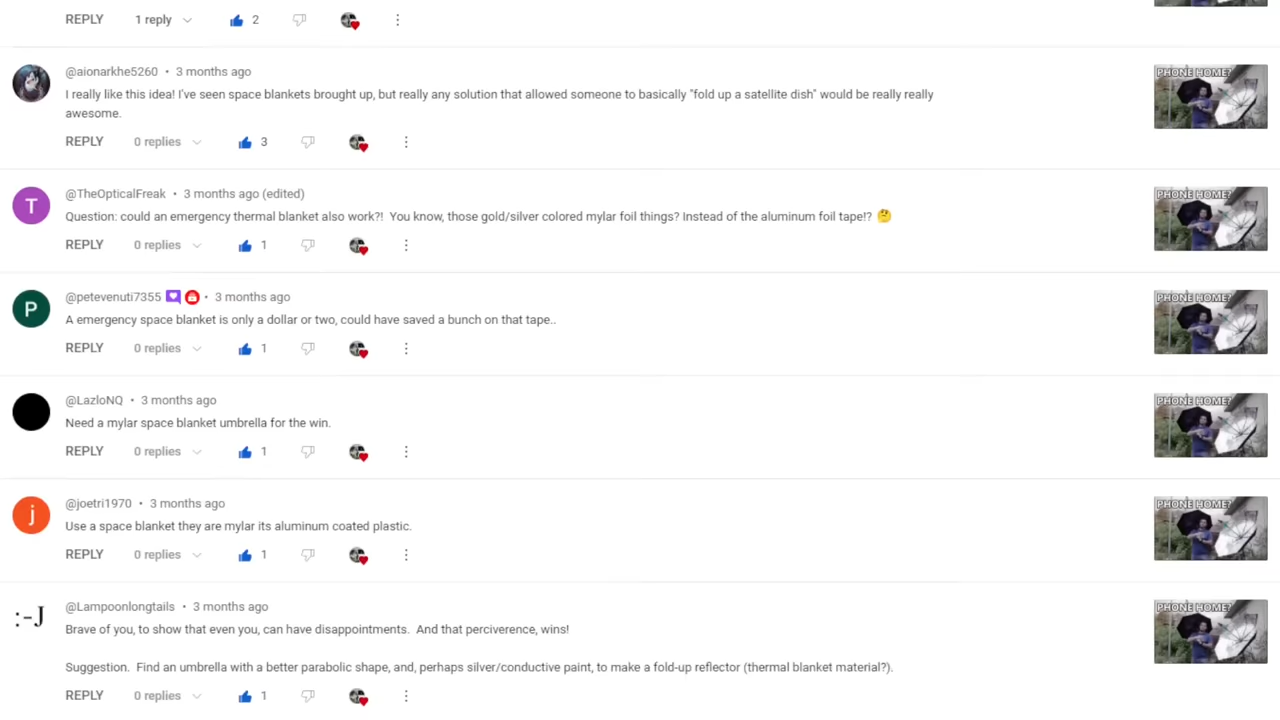 REPLY 1 reply 2
@aionarkhe5260 • 3 months ago
I really like this idea! I've seen space blankets brought up, but really any solution that allowed someone to basically "fold up a satellite dish" would be really really
awesome.
REPLY 0 replies 3
PHONE HOME?
@TheOpticalFreak • 3 months ago (edited)
Question: could an emergency thermal blanket also work?! You know, those gold/silver colored mylar foil things? Instead of the aluminum foil tape!? 🤔
REPLY 0 replies 1
T
PHONE HOME?
@petevenuti7355 • 3 months ago
A emergency space blanket is only a dollar or two, could have saved a bunch on that tape..
REPLY 0 replies 1
P
PHONE HOME?
@LazloNQ • 3 months ago
Need a mylar space blanket umbrella for the win.
REPLY 0 replies 1
PHONE HOME?
@joetri1970 • 3 months ago
Use a space blanket they are mylar its aluminum coated plastic.
REPLY 0 replies 1
j
PHONE HOME?
@Lampoonlongtails • 3 months ago
Brave of you, to show that even you, can have disappointments. And that perciverence, wins!
Suggestion. Find an umbrella with a better parabolic shape, and, perhaps silver/conductive paint, to make a fold-up reflector (thermal blanket material?).
REPLY 0 replies 1
:-J
PHONE HOME?